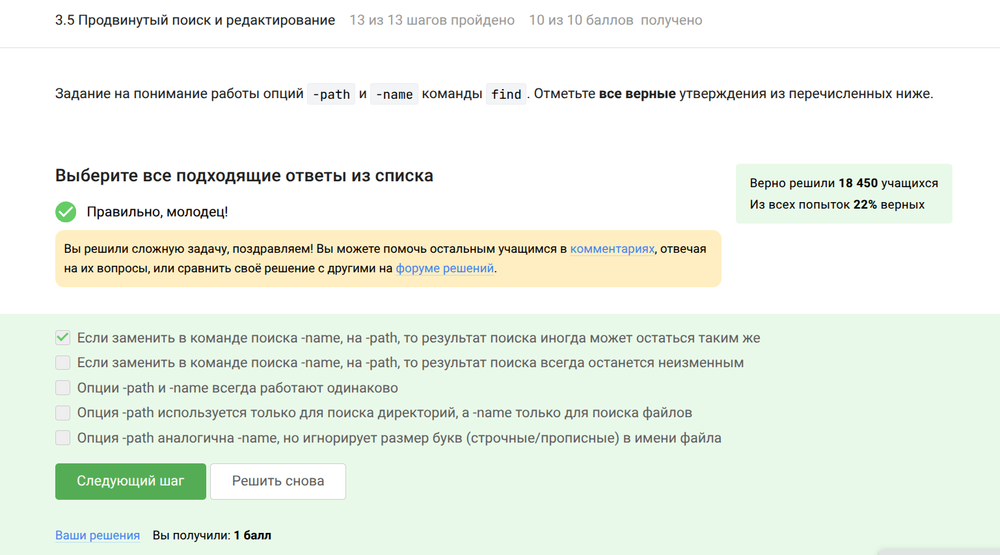 3.5 Продвинутый поиск и редактирование 13 из 13 шагов пройдено 10 из 10 баллов получено
Задание на понимание работы опций -path и -name команды find. Отметьте все верные утверждения из перечисленных ниже.
Выберите все подходящие ответы из списка
Верно решили 18 450 учащихся
Из всех попыток 22% верных
Правильно, молодец!
Вы решили сложную задачу, поздравляем! Вы можете помочь остальным учащимся в комментариях, отвечая
на их вопросы, или сравнить своё решение с другими на форуме решений.
Если заменить в команде поиска -name, на -path, то результат поиска иногда может остаться таким же
Если заменить в команде поиска -name, на -path, то результат поиска всегда останется неизменным
Опции -path и -name всегда работают одинаково
Опция -path используется только для поиска директорий, а -name только для поиска файлов
Опция -path аналогична -name, но игнорирует размер букв (строчные/прописные) в имени файла
Следующий шаг Решить снова
Ваши решения Вы получили: 1 балл